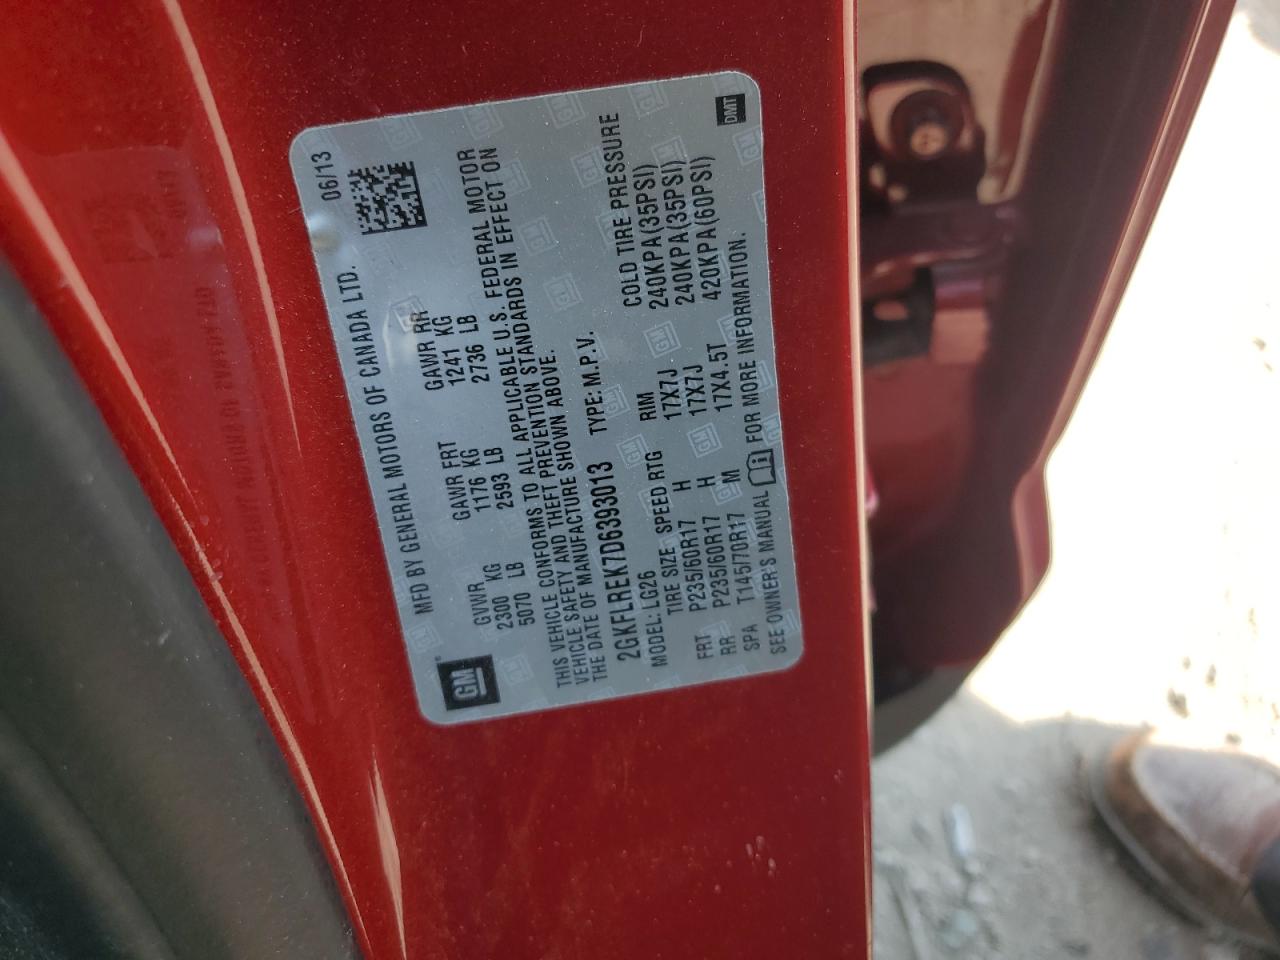 GM
MFD BY GENERAL MOTORS OF CANADA LTD. 06/13
GVWR GAWR FRT GAWR RR
2300 KG 1176 KG 1241 KG
5070 LB 2593 LB 2736 LB
THIS VEHICLE CONFORMS TO ALL APPLICABLE U.S. FEDERAL MOTOR
VEHICLE SAFETY AND THEFT PREVENTION STANDARDS IN EFFECT ON
THE DATE OF MANUFACTURE SHOWN ABOVE.
2GKFLREK7D6393013 TYPE: M.P.V.
MODEL: LG26
TIRE SIZE SPEED RTG RIM COLD TIRE PRESSURE
FRT P235/60R17 H 17X7J 240KPA(35PSI)
RR P235/60R17 H 17X7J 240KPA(35PSI)
SPA T145/70R17 M 17X4.5T 420KPA(60PSI)
SEE OWNER'S MANUAL FOR MORE INFORMATION.
DMT